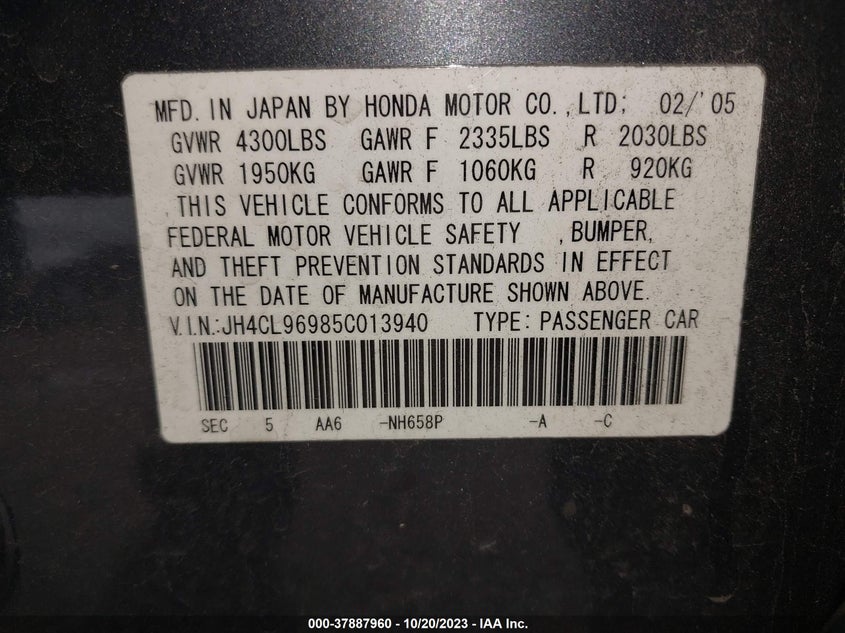 MFD. IN JAPAN BY HONDA MOTOR CO., LTD; 02/'05
GVWR 4300LBS GAWR F 2335LBS R 2030LBS
GVWR 1950KG GAWR F 1060KG R 920KG
THIS VEHICLE CONFORMS TO ALL APPLICABLE
FEDERAL MOTOR VEHICLE SAFETY , BUMPER,
AND THEFT PREVENTION STANDARDS IN EFFECT
ON THE DATE OF MANUFACTURE SHOWN ABOVE.
V.I.N.:JH4CL96985C013940 TYPE: PASSENGER CAR
SEC 5 AA6 -NH658P -A -C
000-37887960 - 10/20/2023 - IAA Inc.